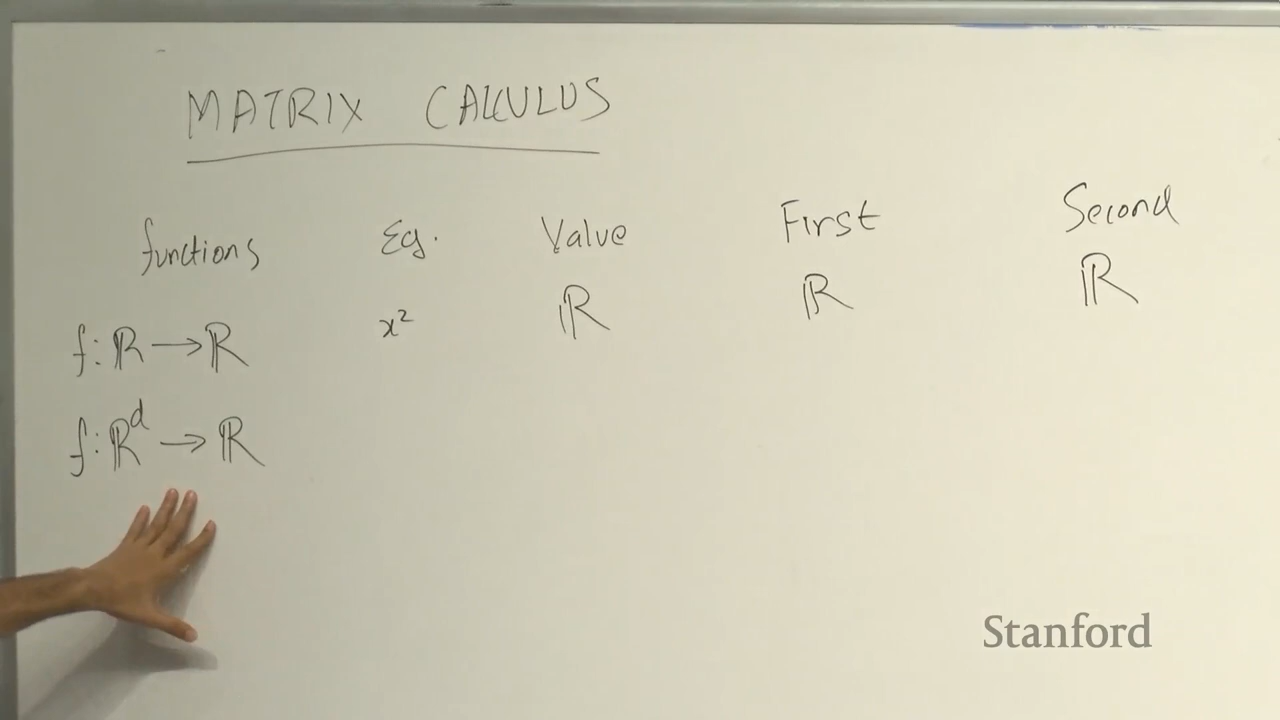 MATRIX CALCULUS
functions Eg. Value First Second
f: ℝ → ℝ x² ℝ ℝ ℝ
f: ℝᵈ → ℝ
Stanford